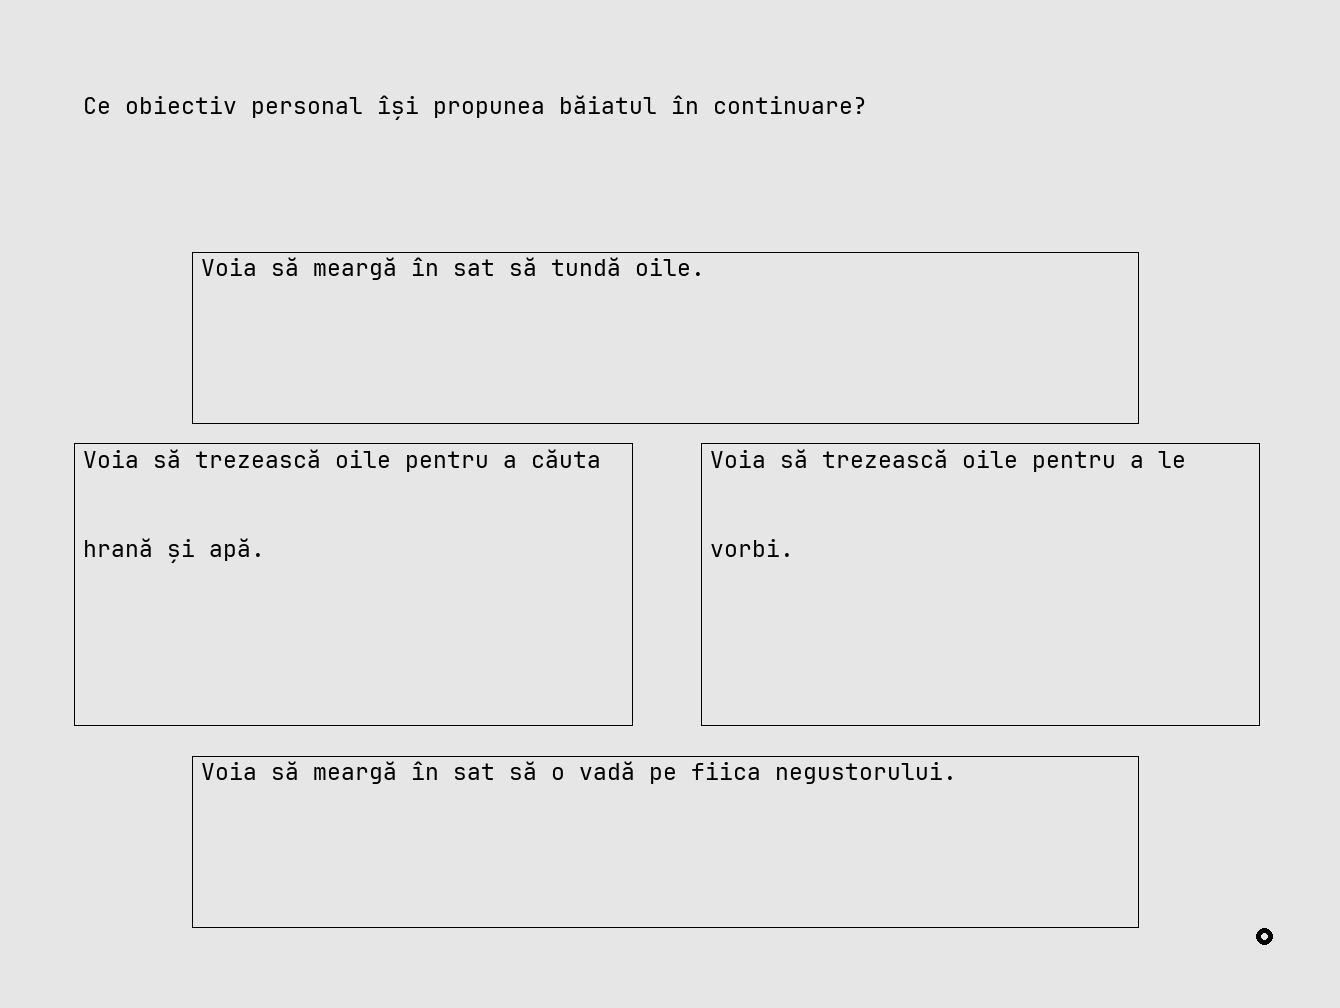 Ce obiectiv personal își propunea băiatul în continuare?
Voia să meargă în sat să tundă oile.
Voia să trezească oile pentru a căuta
hrană și apă.
Voia să trezească oile pentru a le
vorbi.
Voia să meargă în sat să o vadă pe fiica negustorului.